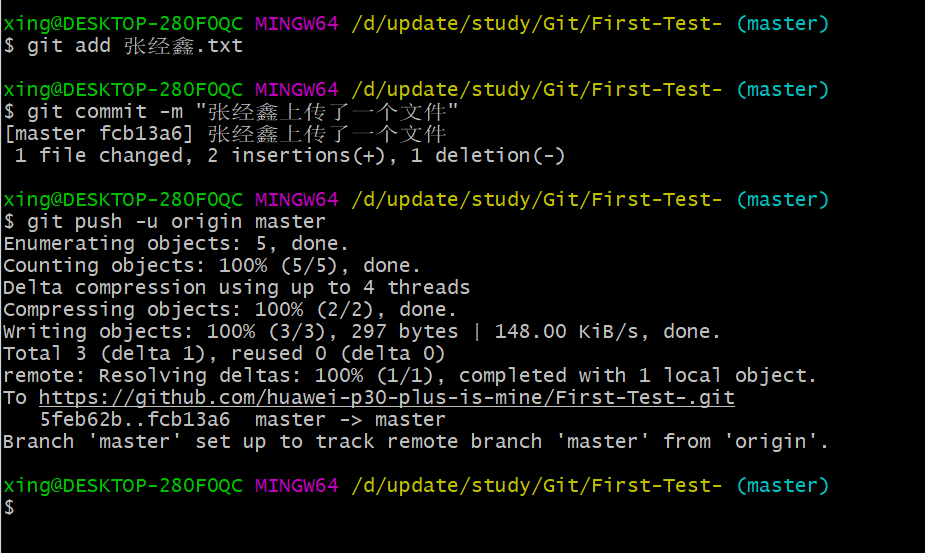 xing@DESKTOP-280F0QC MINGW64 /d/update/study/Git/First-Test- (master)
$ git add 张经鑫.txt
xing@DESKTOP-280F0QC MINGW64 /d/update/study/Git/First-Test- (master)
$ git commit -m "张经鑫上传了一个文件"
[master fcb13a6] 张经鑫上传了一个文件
 1 file changed, 2 insertions(+), 1 deletion(-)
xing@DESKTOP-280F0QC MINGW64 /d/update/study/Git/First-Test- (master)
$ git push -u origin master
Enumerating objects: 5, done.
Counting objects: 100% (5/5), done.
Delta compression using up to 4 threads
Compressing objects: 100% (2/2), done.
Writing objects: 100% (3/3), 297 bytes | 148.00 KiB/s, done.
Total 3 (delta 1), reused 0 (delta 0)
remote: Resolving deltas: 100% (1/1), completed with 1 local object.
To https://github.com/huawei-p30-plus-is-mine/First-Test-.git
   5feb62b..fcb13a6  master -> master
Branch 'master' set up to track remote branch 'master' from 'origin'.
xing@DESKTOP-280F0QC MINGW64 /d/update/study/Git/First-Test- (master)
$